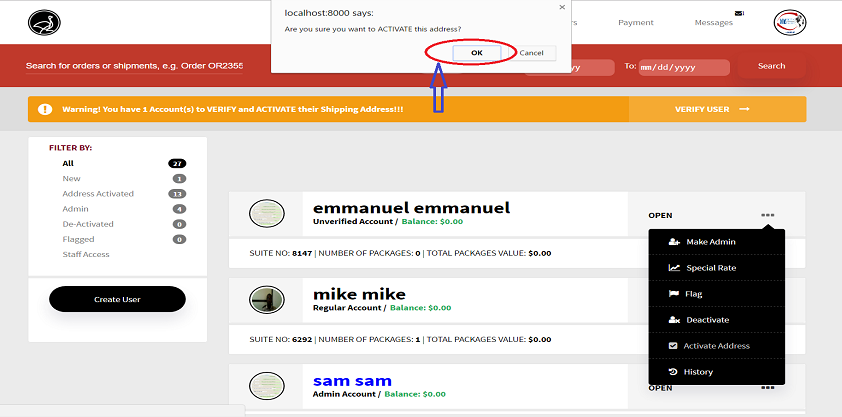 localhost:8000 says:
Are you sure you want to ACTIVATE this address?
OK
Cancel
Payment
Messages
Search for orders or shipments, e.g. Order OR2355
To:
mm/dd/yyyy
Search
Warning! You have 1 Account(s) to VERIFY and ACTIVATE their Shipping Address!!!
VERIFY USER
FILTER BY:
All 27
New 1
Address Activated 13
Admin 4
De-Activated 0
Flagged 0
Staff Access
Create User
emmanuel emmanuel
Unverified Account / Balance: $0.00
OPEN
SUITE NO: 8147 | NUMBER OF PACKAGES: 0 | TOTAL PACKAGES VALUE: $0.00
Make Admin
Special Rate
Flag
Deactivate
Activate Address
History
mike mike
Regular Account / Balance: $0.00
SUITE NO: 6292 | NUMBER OF PACKAGES: 1 | TOTAL PACKAGES VALUE: $0.00
sam sam
Admin Account / Balance: $0.00
OPEN